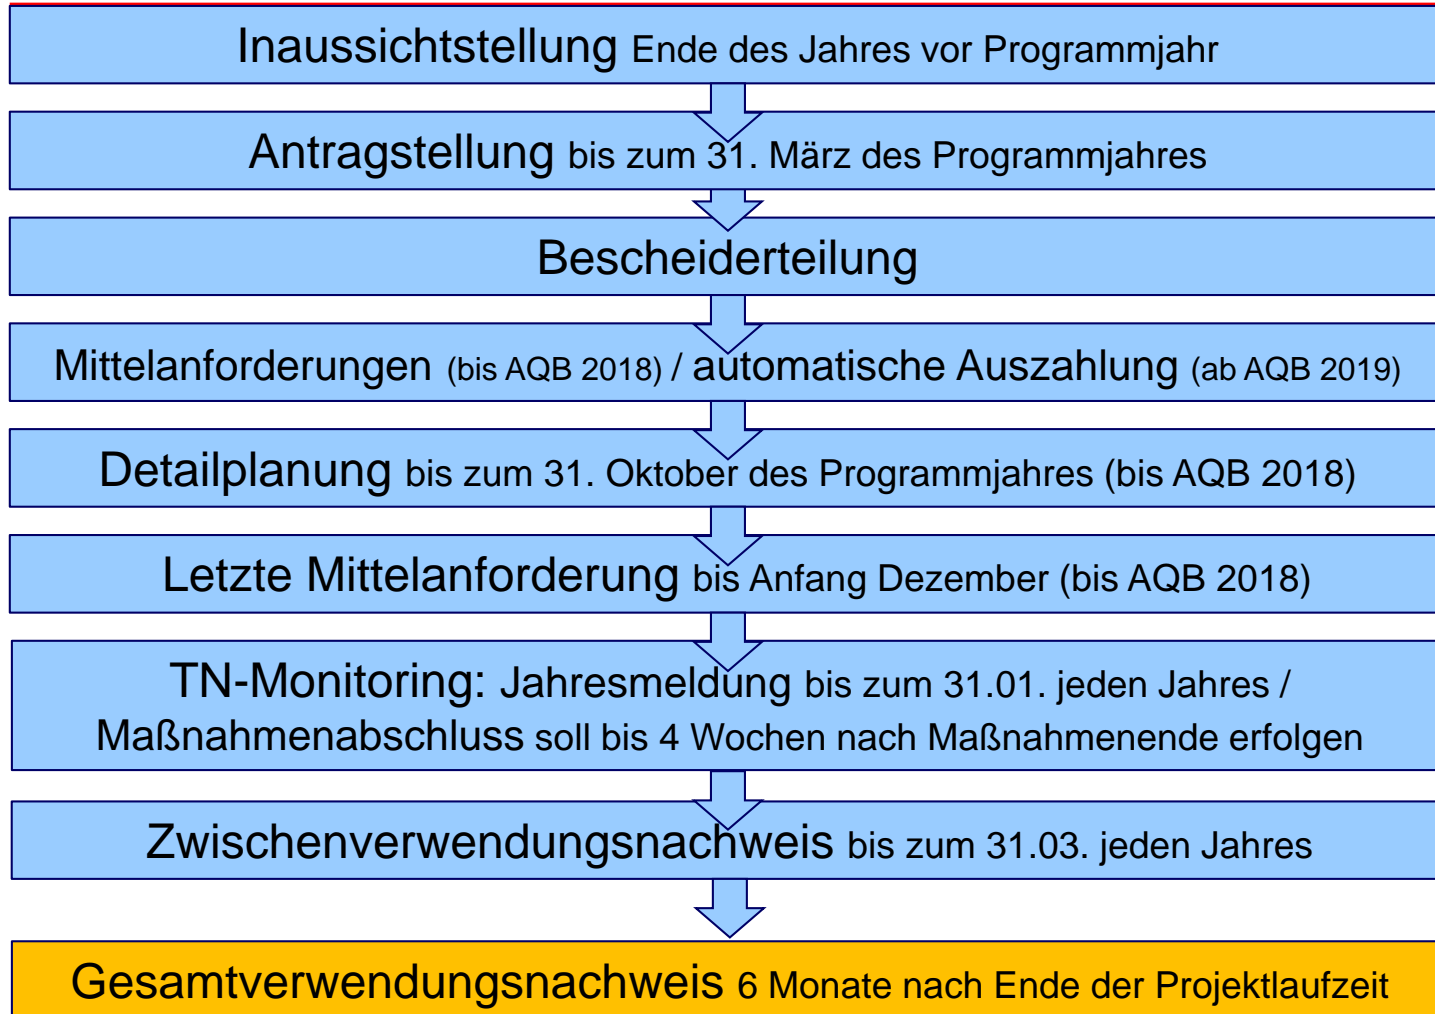 Inaussichtstellung Ende des Jahres vor Programmjahr
Antragstellung bis zum 31. März des Programmjahres
Bescheiderteilung
Mittelanforderungen (bis AQB 2018) / automatische Auszahlung (ab AQB 2019)
Detailplanung bis zum 31. Oktober des Programmjahres (bis AQB 2018)
Letzte Mittelanforderung bis Anfang Dezember (bis AQB 2018)
TN-Monitoring: Jahresmeldung bis zum 31.01. jeden Jahres /
Maßnahmenabschluss soll bis 4 Wochen nach Maßnahmenende erfolgen
Zwischenverwendungsnachweis bis zum 31.03. jeden Jahres
Gesamtverwendungsnachweis 6 Monate nach Ende der Projektlaufzeit